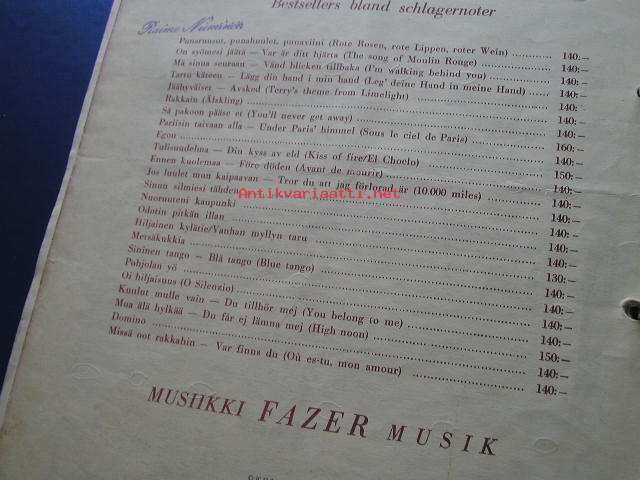 Bestsellers bland schlagernoter
Raimo Nieminen
Punaruusut, punahuulet, punaviini (Rote Rosen, rote Lippen, roter Wein) 140:—
On syömesi jäätä — Var är ditt hjärta (The song of Moulin Rouge) 140:—
Mä sinua seuraan — Vänd blicken tillbaka (I'm walking behind you) 140:—
Tartu käteen — Lägg din hand i min hand (Leg' deine Hand in meine Hand) 140:—
Jäähyväiset — Avsked (Terry's theme from Limelight) 140:—
Rakkain (Älskling) 140:—
Sä pakoon pääse et (You'll never get away) 140:—
Pariisin taivaan alla — Under Paris' himmel (Sous le ciel de Paris) 140:—
Egon 160:—
Tulisuudelma — Din kyss av eld (Kiss of fire/El Choclo) 140:—
Ennen kuolemaa — Före döden (Avant de mourir) 150:—
Jos luulet mun kaipaavan — Tror du att jag förlorad är (10.000 miles) 140:—
Sinun silmiesi tähden 140:—
Nuoruuteni kaupunki 140:—
Odotin pitkän illan 140:—
Hiljainen kylätie/Vanhan myllyn taru 140:—
Metsäkukkia 140:—
Sininen tango — Blå tango (Blue tango) 130:—
Pohjolan yö 140:—
Oi hiljaisuus (O Silenzio) 140:—
Kuulut mulle vain — Du tillhör mej (You belong to me) 140:—
Mua älä hylkää — Du får ej lämna mej (High noon) 150:—
Domino 140:—
Missä oot rakkahin — Var finns du (Où es-tu, mon amour) 140:—
Antikvariaatti.net
MUSIIKKI FAZER MUSIK